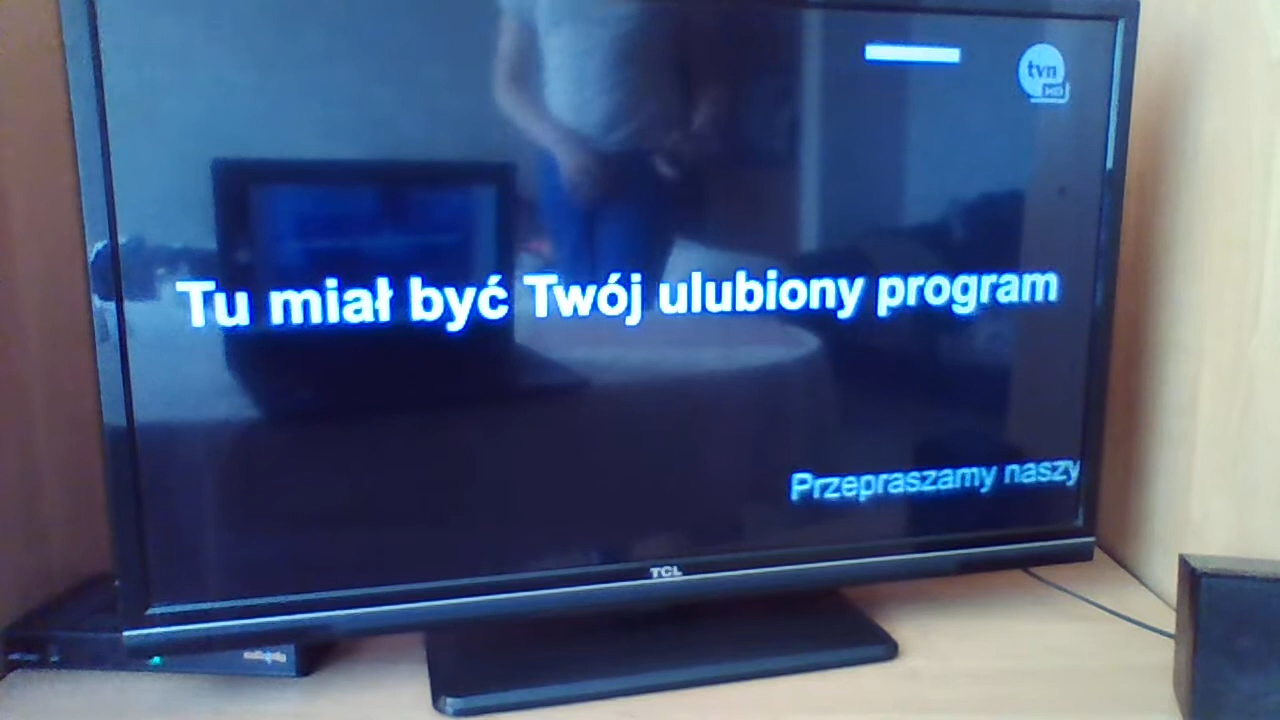 tvn
HD
Tu miał być Twój ulubiony program
Przepraszamy naszy
TCL